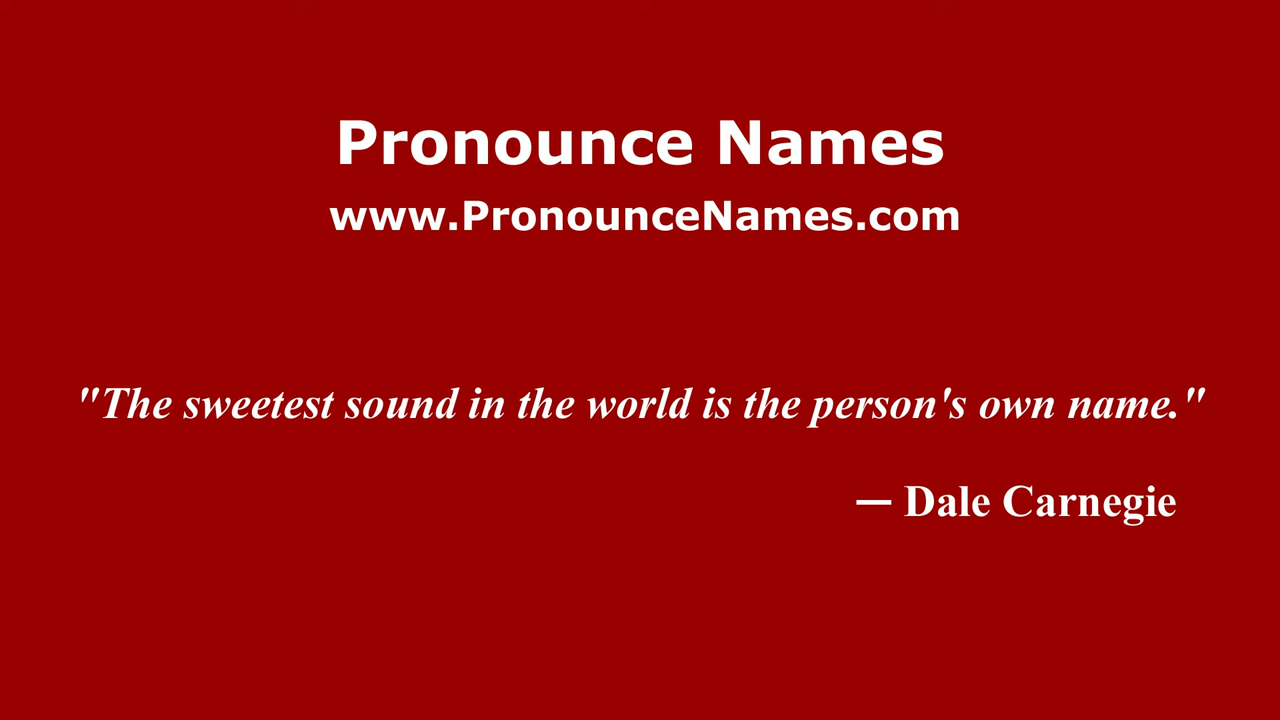 Pronounce Names
www.PronounceNames.com
"The sweetest sound in the world is the person's own name."
— Dale Carnegie